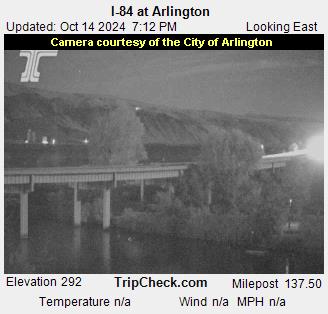 I-84 at Arlington
Updated: Oct 14 2024 7:12 PM Looking East
Camera courtesy of the City of Arlington
Elevation 292 TripCheck.com Milepost 137.50
Temperature n/a Wind n/a MPH n/a